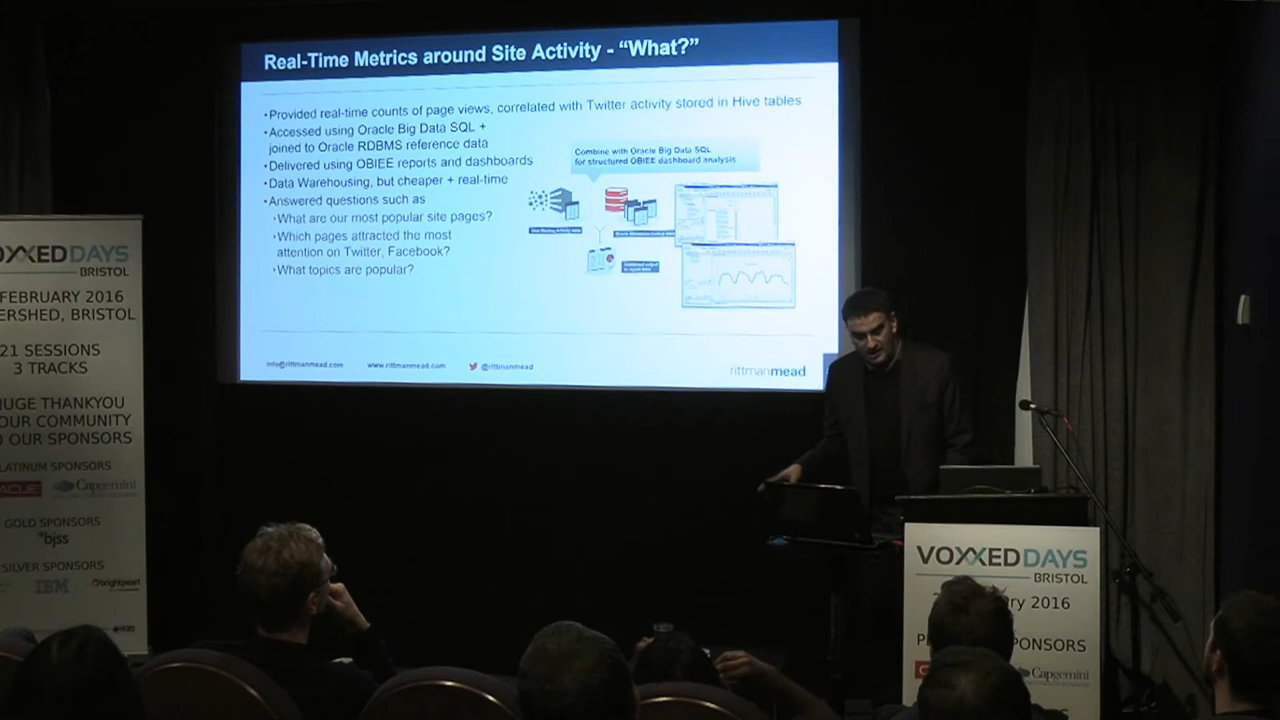 Real-Time Metrics around Site Activity - “What?”
•Provided real-time counts of page views, correlated with Twitter activity stored in Hive tables
•Accessed using Oracle Big Data SQL +
joined to Oracle RDBMS reference data
•Delivered using OBIEE reports and dashboards
•Data Warehousing, but cheaper + real-time
•Answered questions such as
•What are our most popular site pages?
•Which pages attracted the most
attention on Twitter, Facebook?
•What topics are popular?
Combine with Oracle Big Data SQL
for structured OBIEE dashboard analysis
info@rittmanmead.com
www.rittmanmead.com
@rittmanmead
rittmanmead
OXXEDDAYS
BRISTOL
FEBRUARY 2016
ERSHED, BRISTOL
21 SESSIONS
3 TRACKS
HUGE THANKYOU
OUR COMMUNITY
OUR SPONSORS
LATINUM SPONSORS
CLE
Capgemini
GOLD SPONSORS
bjss
SILVER SPONSORS
IBM
brightpearl
VOXXEDDAYS
BRISTOL
ry 2016
P
PONSORS
Capgemini